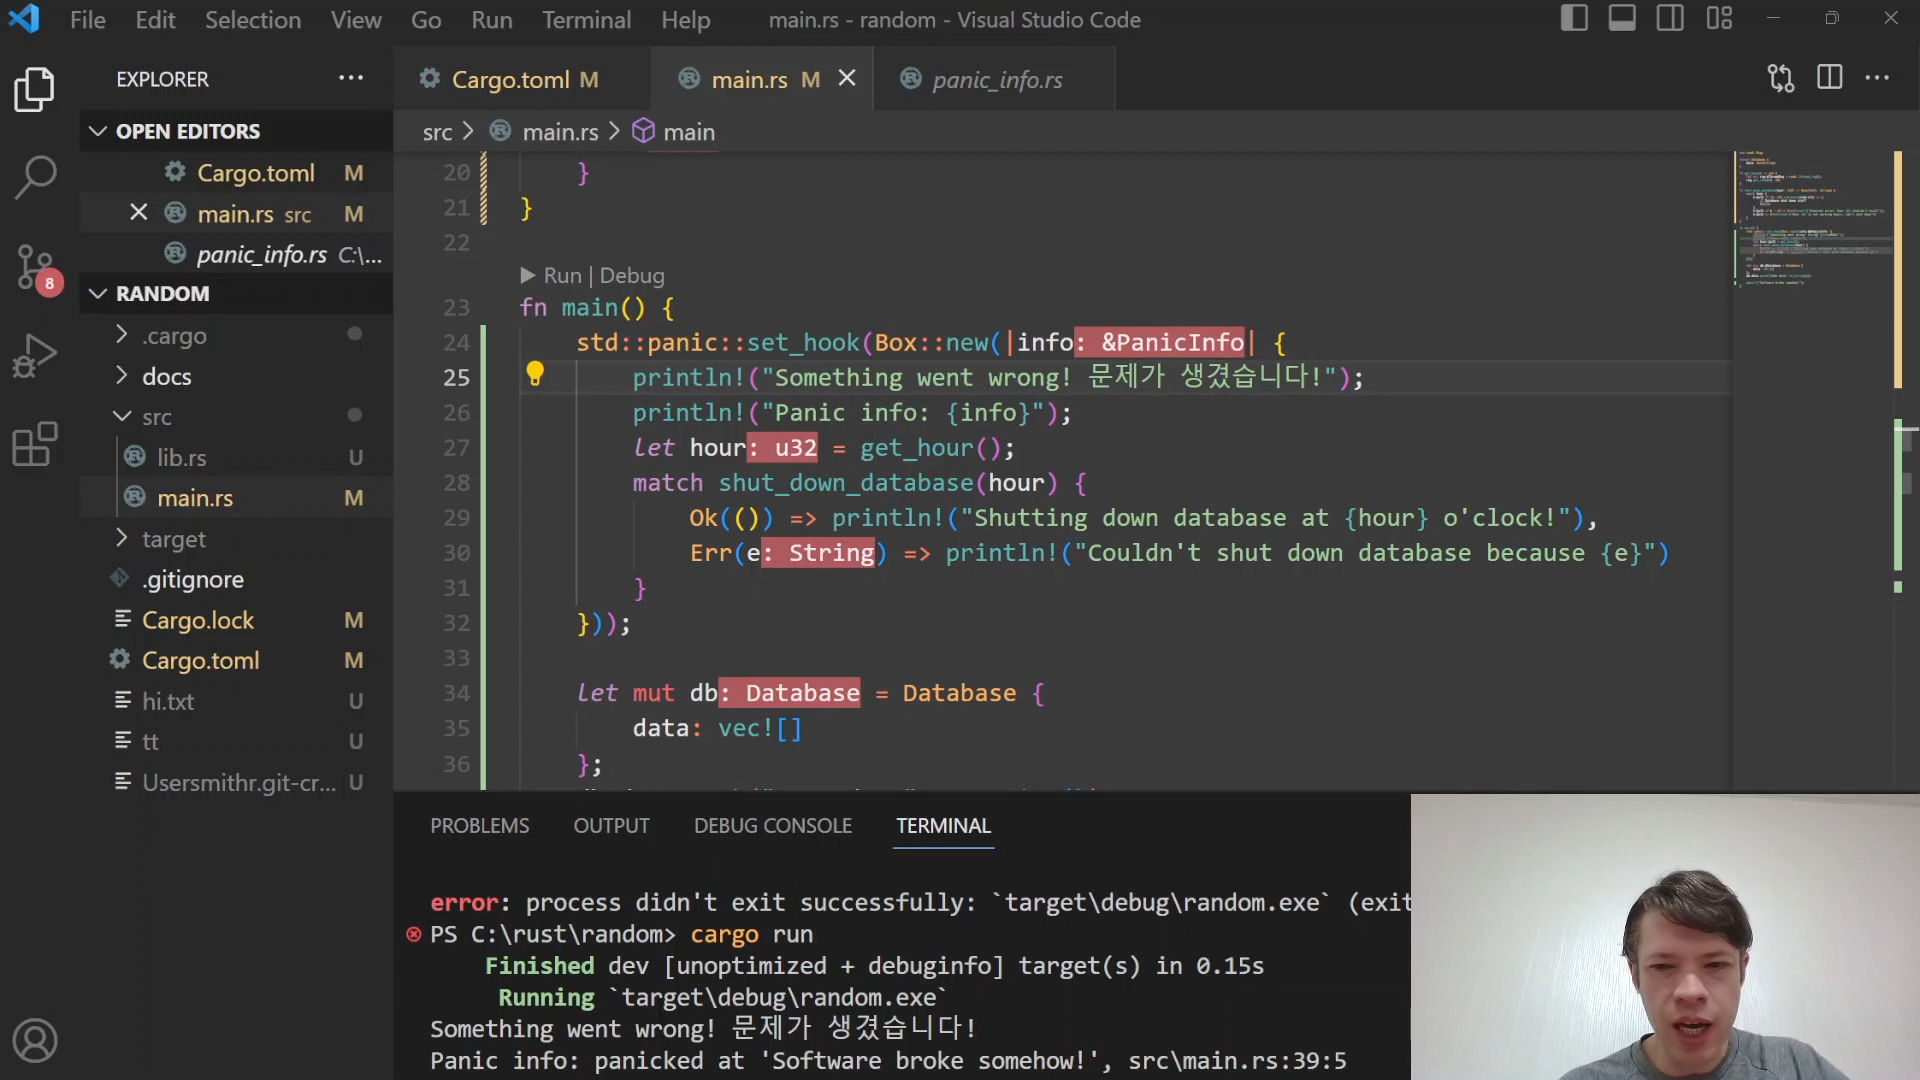 File Edit Selection View Go Run Terminal Help main.rs - random - Visual Studio Code
EXPLORER
OPEN EDITORS
Cargo.toml M
main.rs src M
panic_info.rs C:\...
8
RANDOM
.cargo
docs
src
lib.rs U
main.rs M
target
.gitignore
Cargo.lock M
Cargo.toml M
hi.txt U
tt U
Usersmithr.git-cr... U
Cargo.toml M main.rs M panic_info.rs
src > main.rs > main
20 }
21 }
22
Run | Debug
23 fn main() {
24 std::panic::set_hook(Box::new(|info: &PanicInfo| {
25 println!("Something went wrong! 문제가 생겼습니다!");
26 println!("Panic info: {info}");
27 let hour: u32 = get_hour();
28 match shut_down_database(hour) {
29 Ok(()) => println!("Shutting down database at {hour} o'clock!"),
30 Err(e: String) => println!("Couldn't shut down database because {e}")
31 }
32 }));
33
34 let mut db: Database = Database {
35 data: vec![]
36 };
PROBLEMS OUTPUT DEBUG CONSOLE TERMINAL
error: process didn't exit successfully: `target\debug\random.exe` (exit
PS C:\rust\random> cargo run
Finished dev [unoptimized + debuginfo] target(s) in 0.15s
Running `target\debug\random.exe`
Something went wrong! 문제가 생겼습니다!
Panic info: panicked at 'Software broke somehow!', src\main.rs:39:5